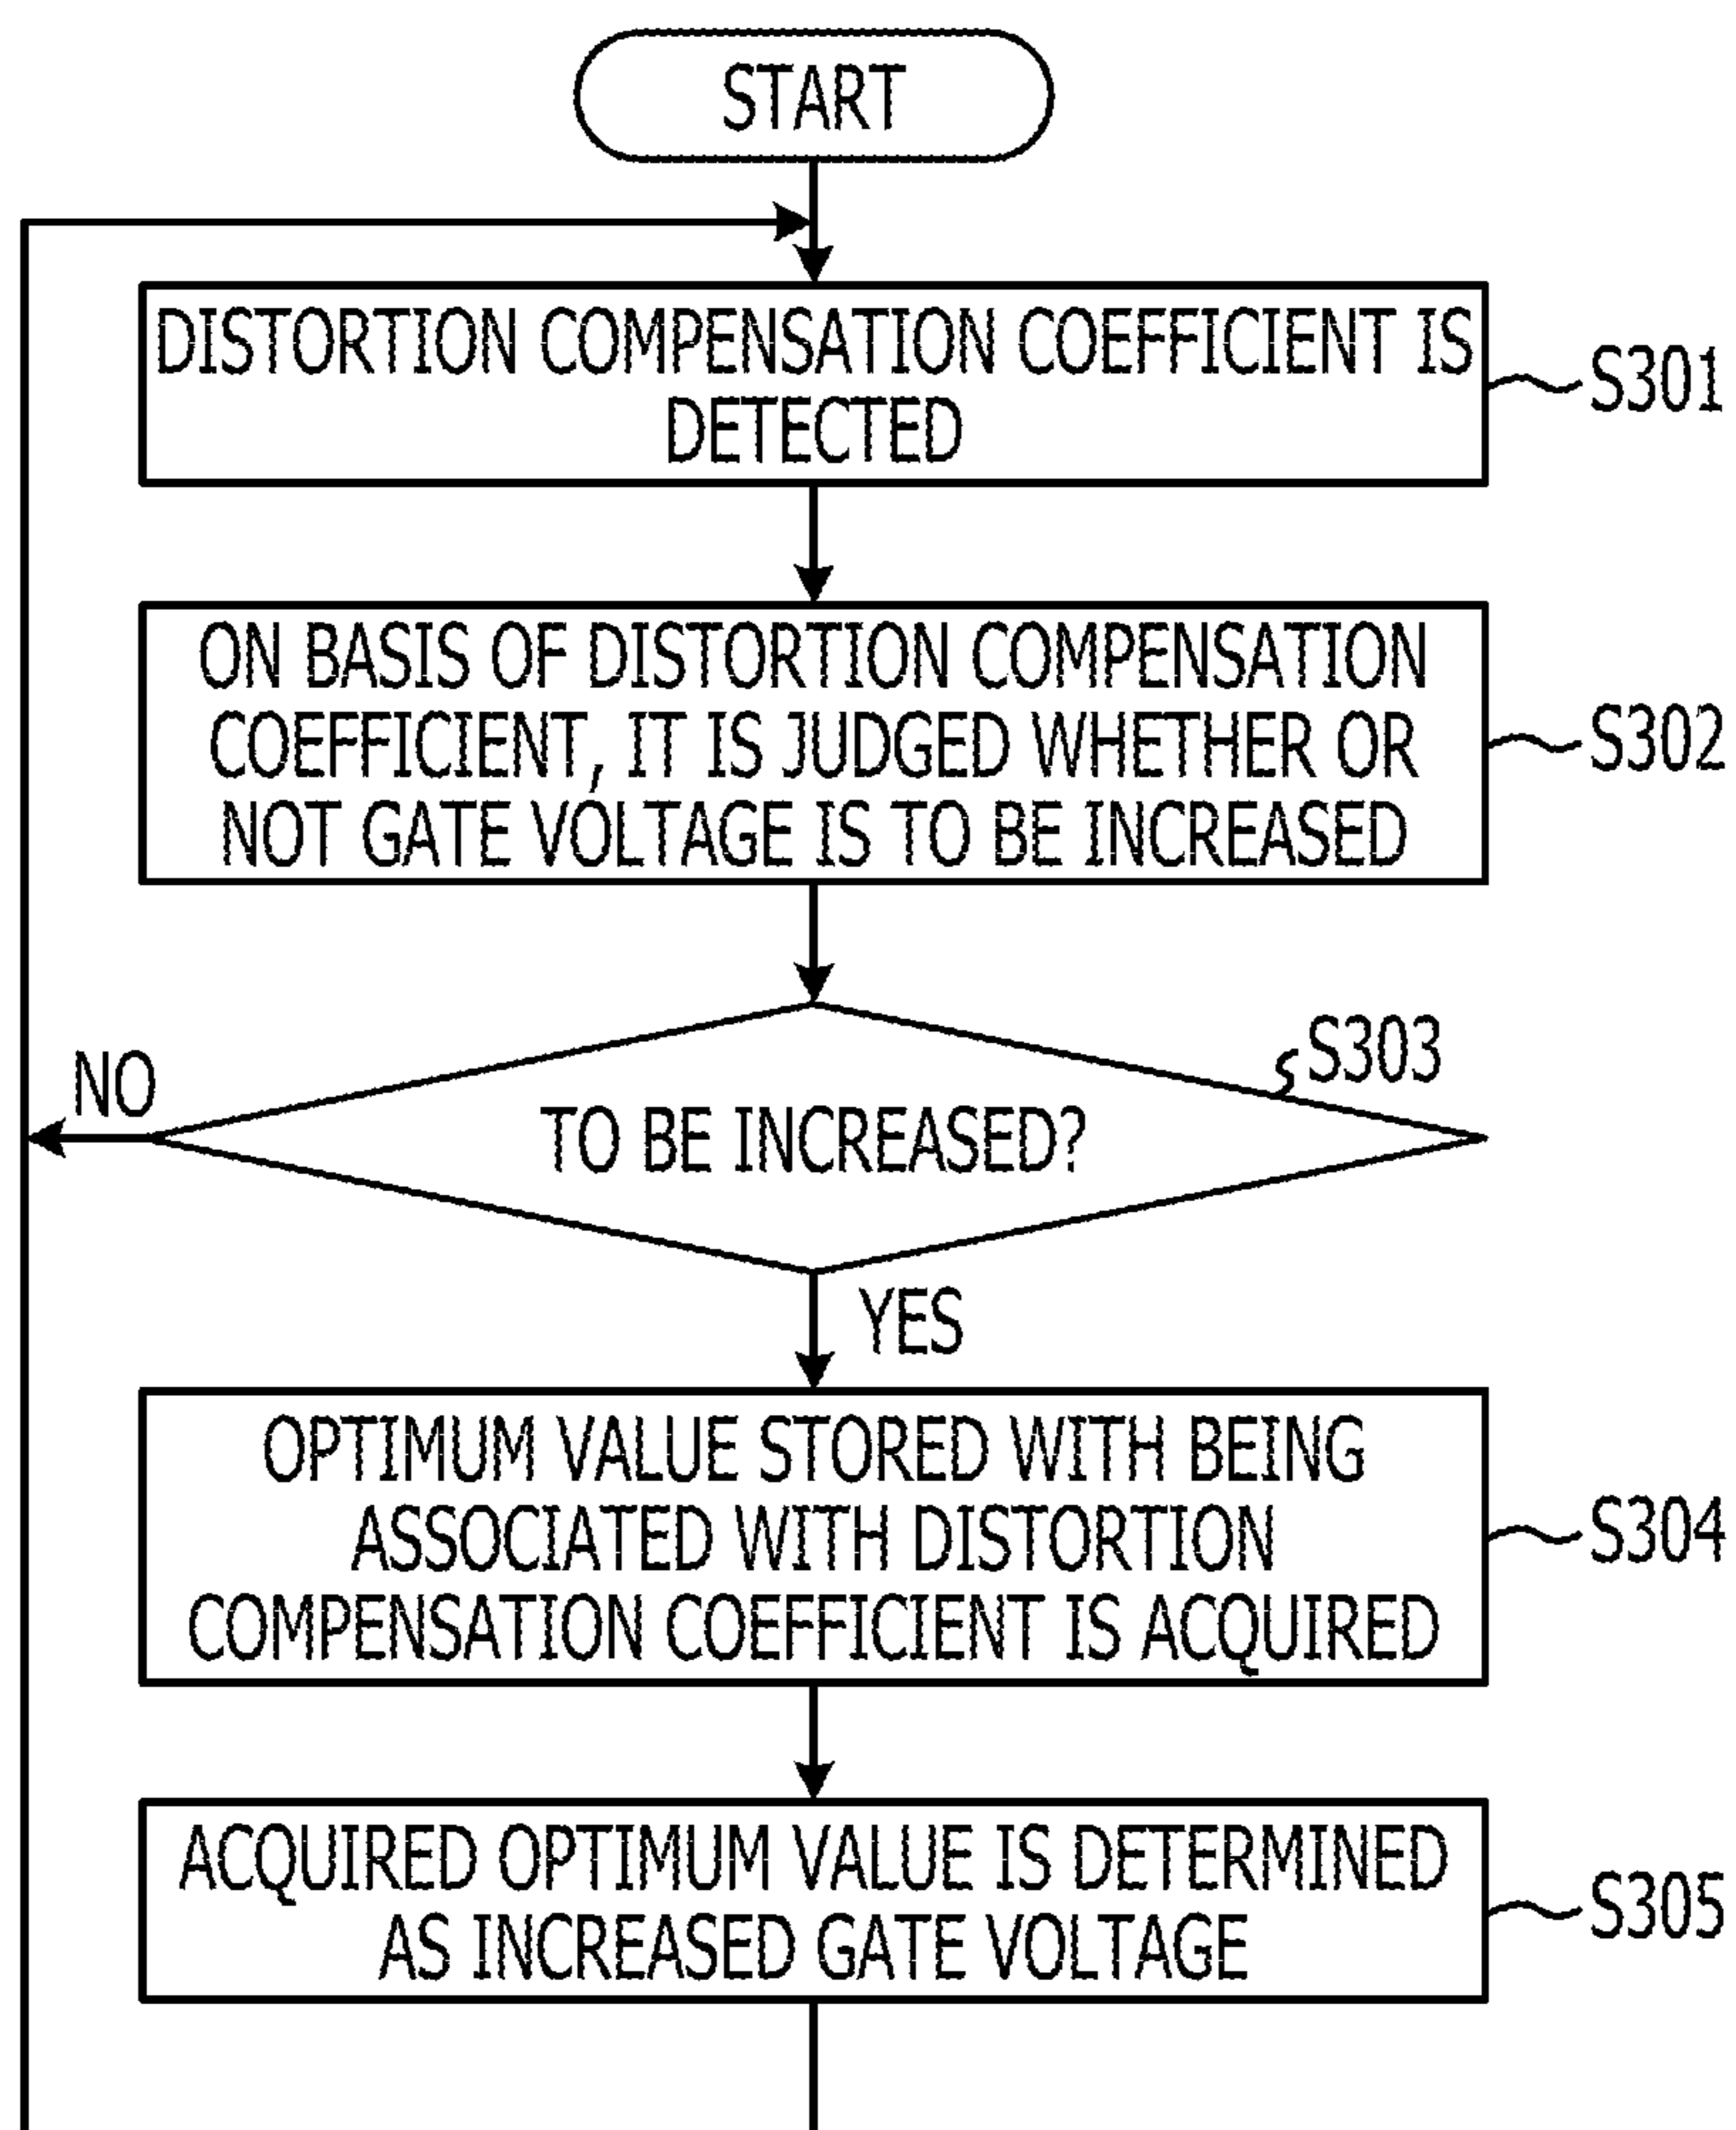 START
DISTORTION COMPENSATION COEFFICIENT IS
DETECTED
S301
ON BASIS OF DISTORTION COMPENSATION
COEFFICIENT, IT IS JUDGED WHETHER OR
NOT GATE VOLTAGE IS TO BE INCREASED
S302
S303
NO
TO BE INCREASED?
YES
OPTIMUM VALUE STORED WITH BEING
ASSOCIATED WITH DISTORTION
COMPENSATION COEFFICIENT IS ACQUIRED
S304
ACQUIRED OPTIMUM VALUE IS DETERMINED
AS INCREASED GATE VOLTAGE
S305